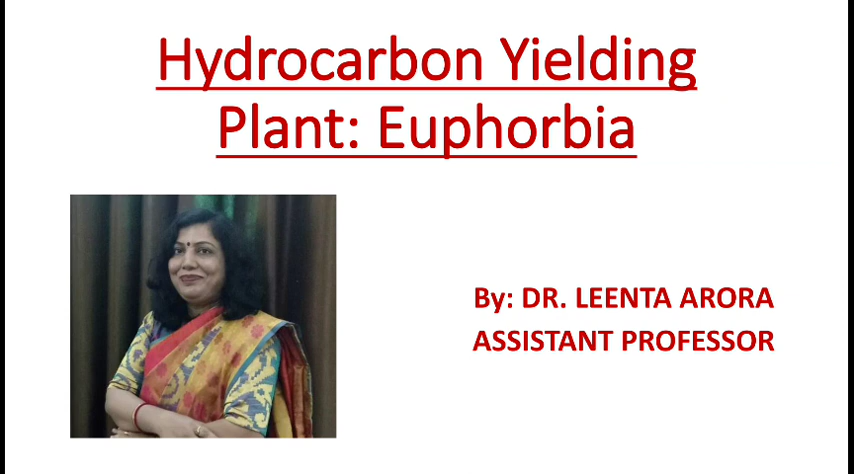 Hydrocarbon Yielding
Plant: Euphorbia
By: DR. LEENTA ARORA
ASSISTANT PROFESSOR